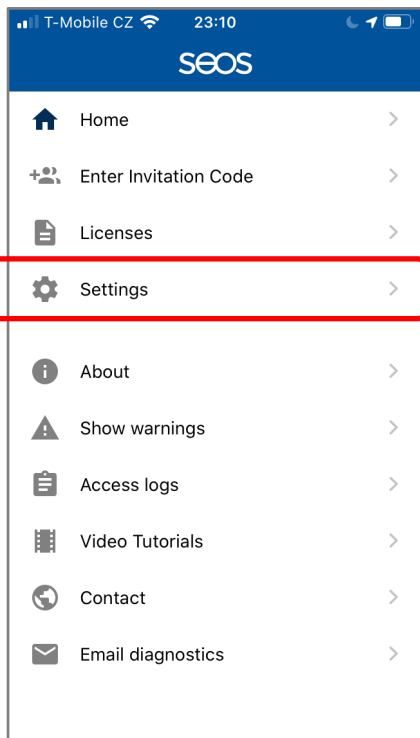 T-Mobile CZ 23:10
seos
Home
Enter Invitation Code
Licenses
Settings
About
Show warnings
Access logs
Video Tutorials
Contact
Email diagnostics